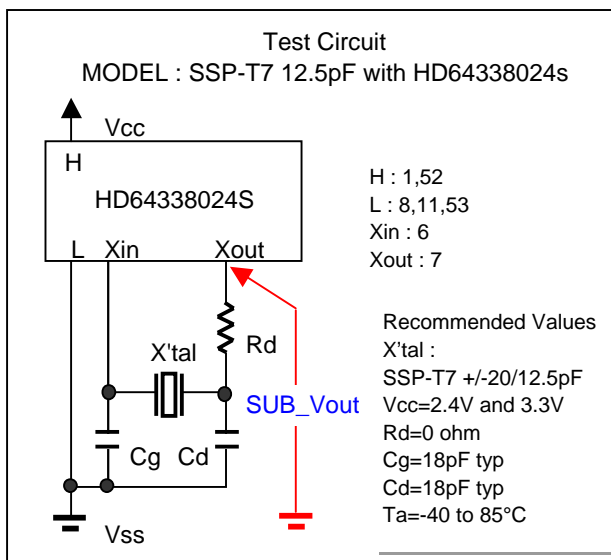 Test Circuit
MODEL : SSP-T7 12.5pF with HD64338024s
Vcc
H
HD64338024S
L Xin Xout
H : 1,52
L : 8,11,53
Xin : 6
Xout : 7
X'tal
Rd
SUB_Vout
Cg Cd
Vss
Recommended Values
X'tal :
SSP-T7 +/-20/12.5pF
Vcc=2.4V and 3.3V
Rd=0 ohm
Cg=18pF typ
Cd=18pF typ
Ta=-40 to 85°C